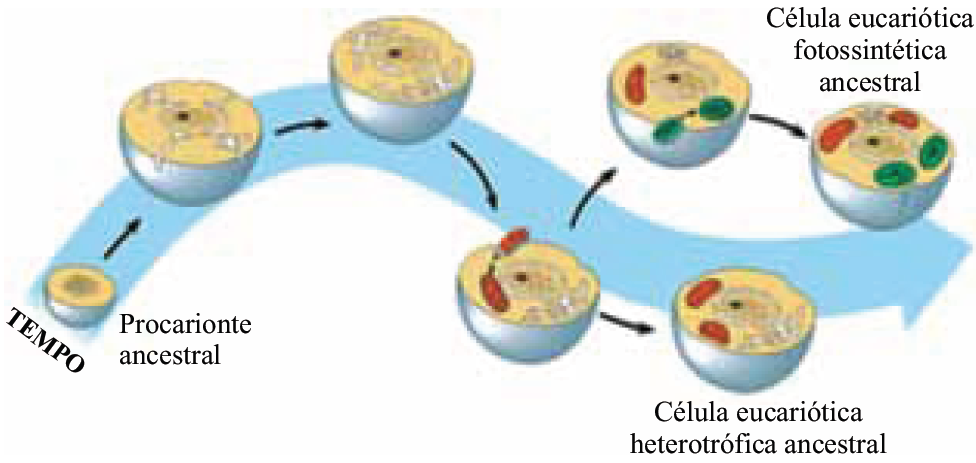 Célula eucariótica
fotossintética
ancestral
TEMPO
Procarionte
ancestral
Célula eucariótica
heterotrófica ancestral